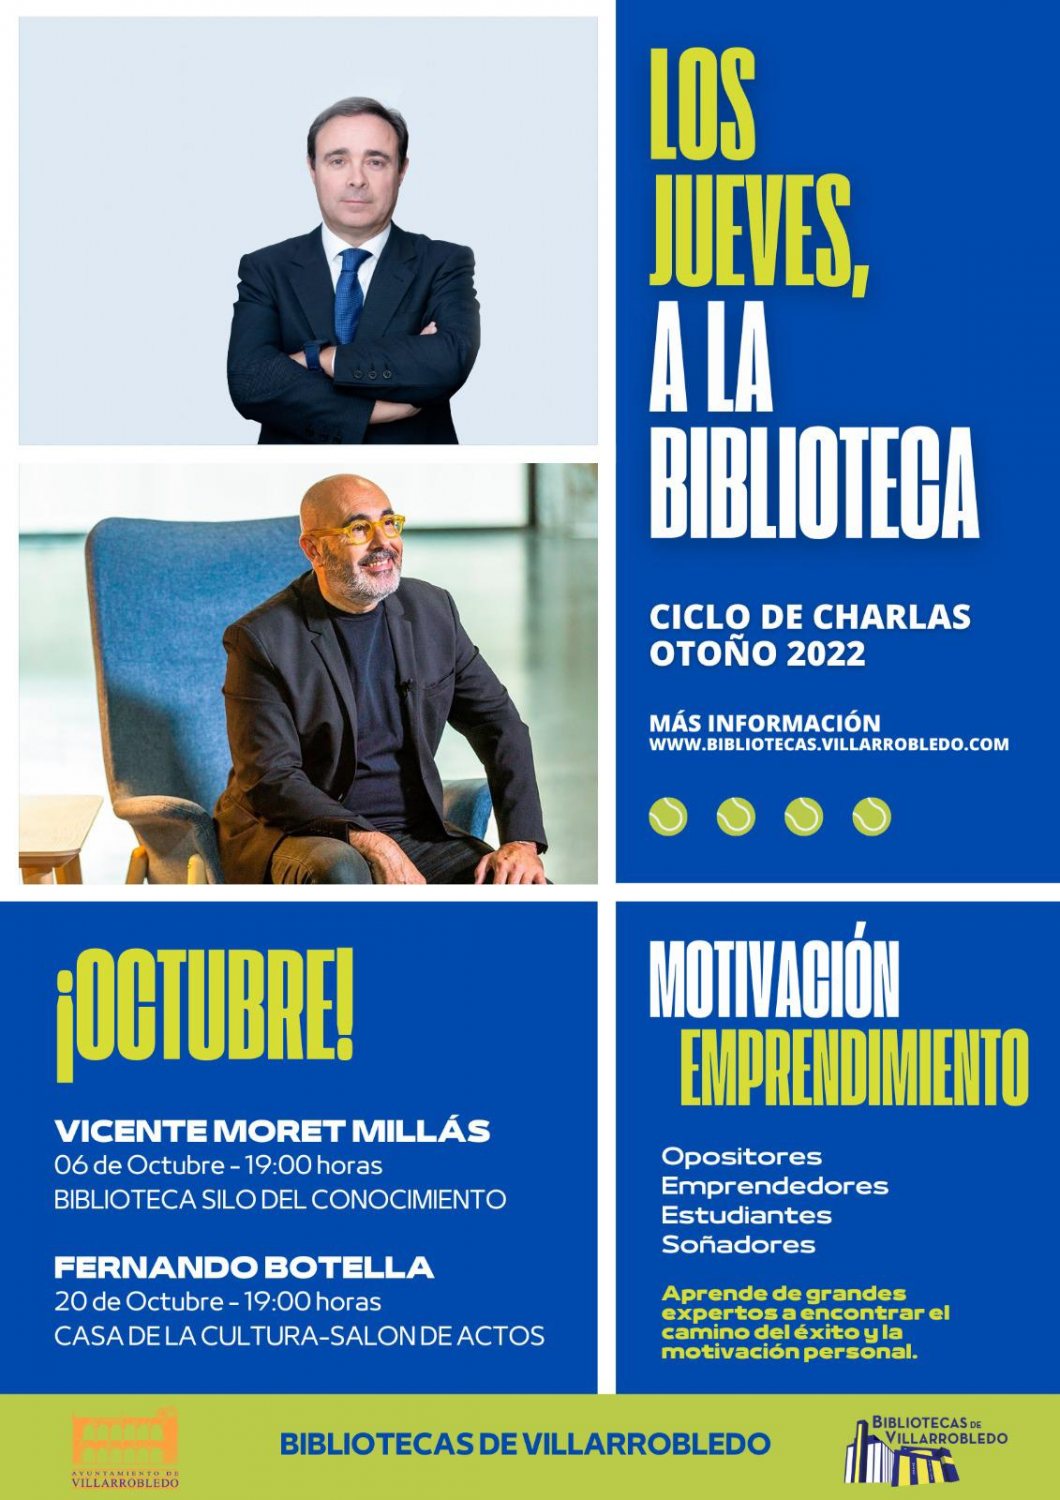 LOS
JUEVES,
A LA
BIBLIOTECA
CICLO DE CHARLAS
OTOÑO 2022
MÁS INFORMACIÓN
WWW.BIBLIOTECAS.VILLARROBLEDO.COM
¡OCTUBRE!
VICENTE MORET MILLÁS
06 de Octubre - 19:00 horas
BIBLIOTECA SILO DEL CONOCIMIENTO
FERNANDO BOTELLA
20 de Octubre - 19:00 horas
CASA DE LA CULTURA-SALON DE ACTOS
MOTIVACIÓN
EMPRENDIMIENTO
Opositores
Emprendedores
Estudiantes
Soñadores
Aprende de grandes
expertos a encontrar el
camino del éxito y la
motivación personal.
AYUNTAMIENTO DE
VILLARROBLEDO
BIBLIOTECAS DE VILLARROBLEDO
BIBLIOTECAS DE
VILLARROBLEDO